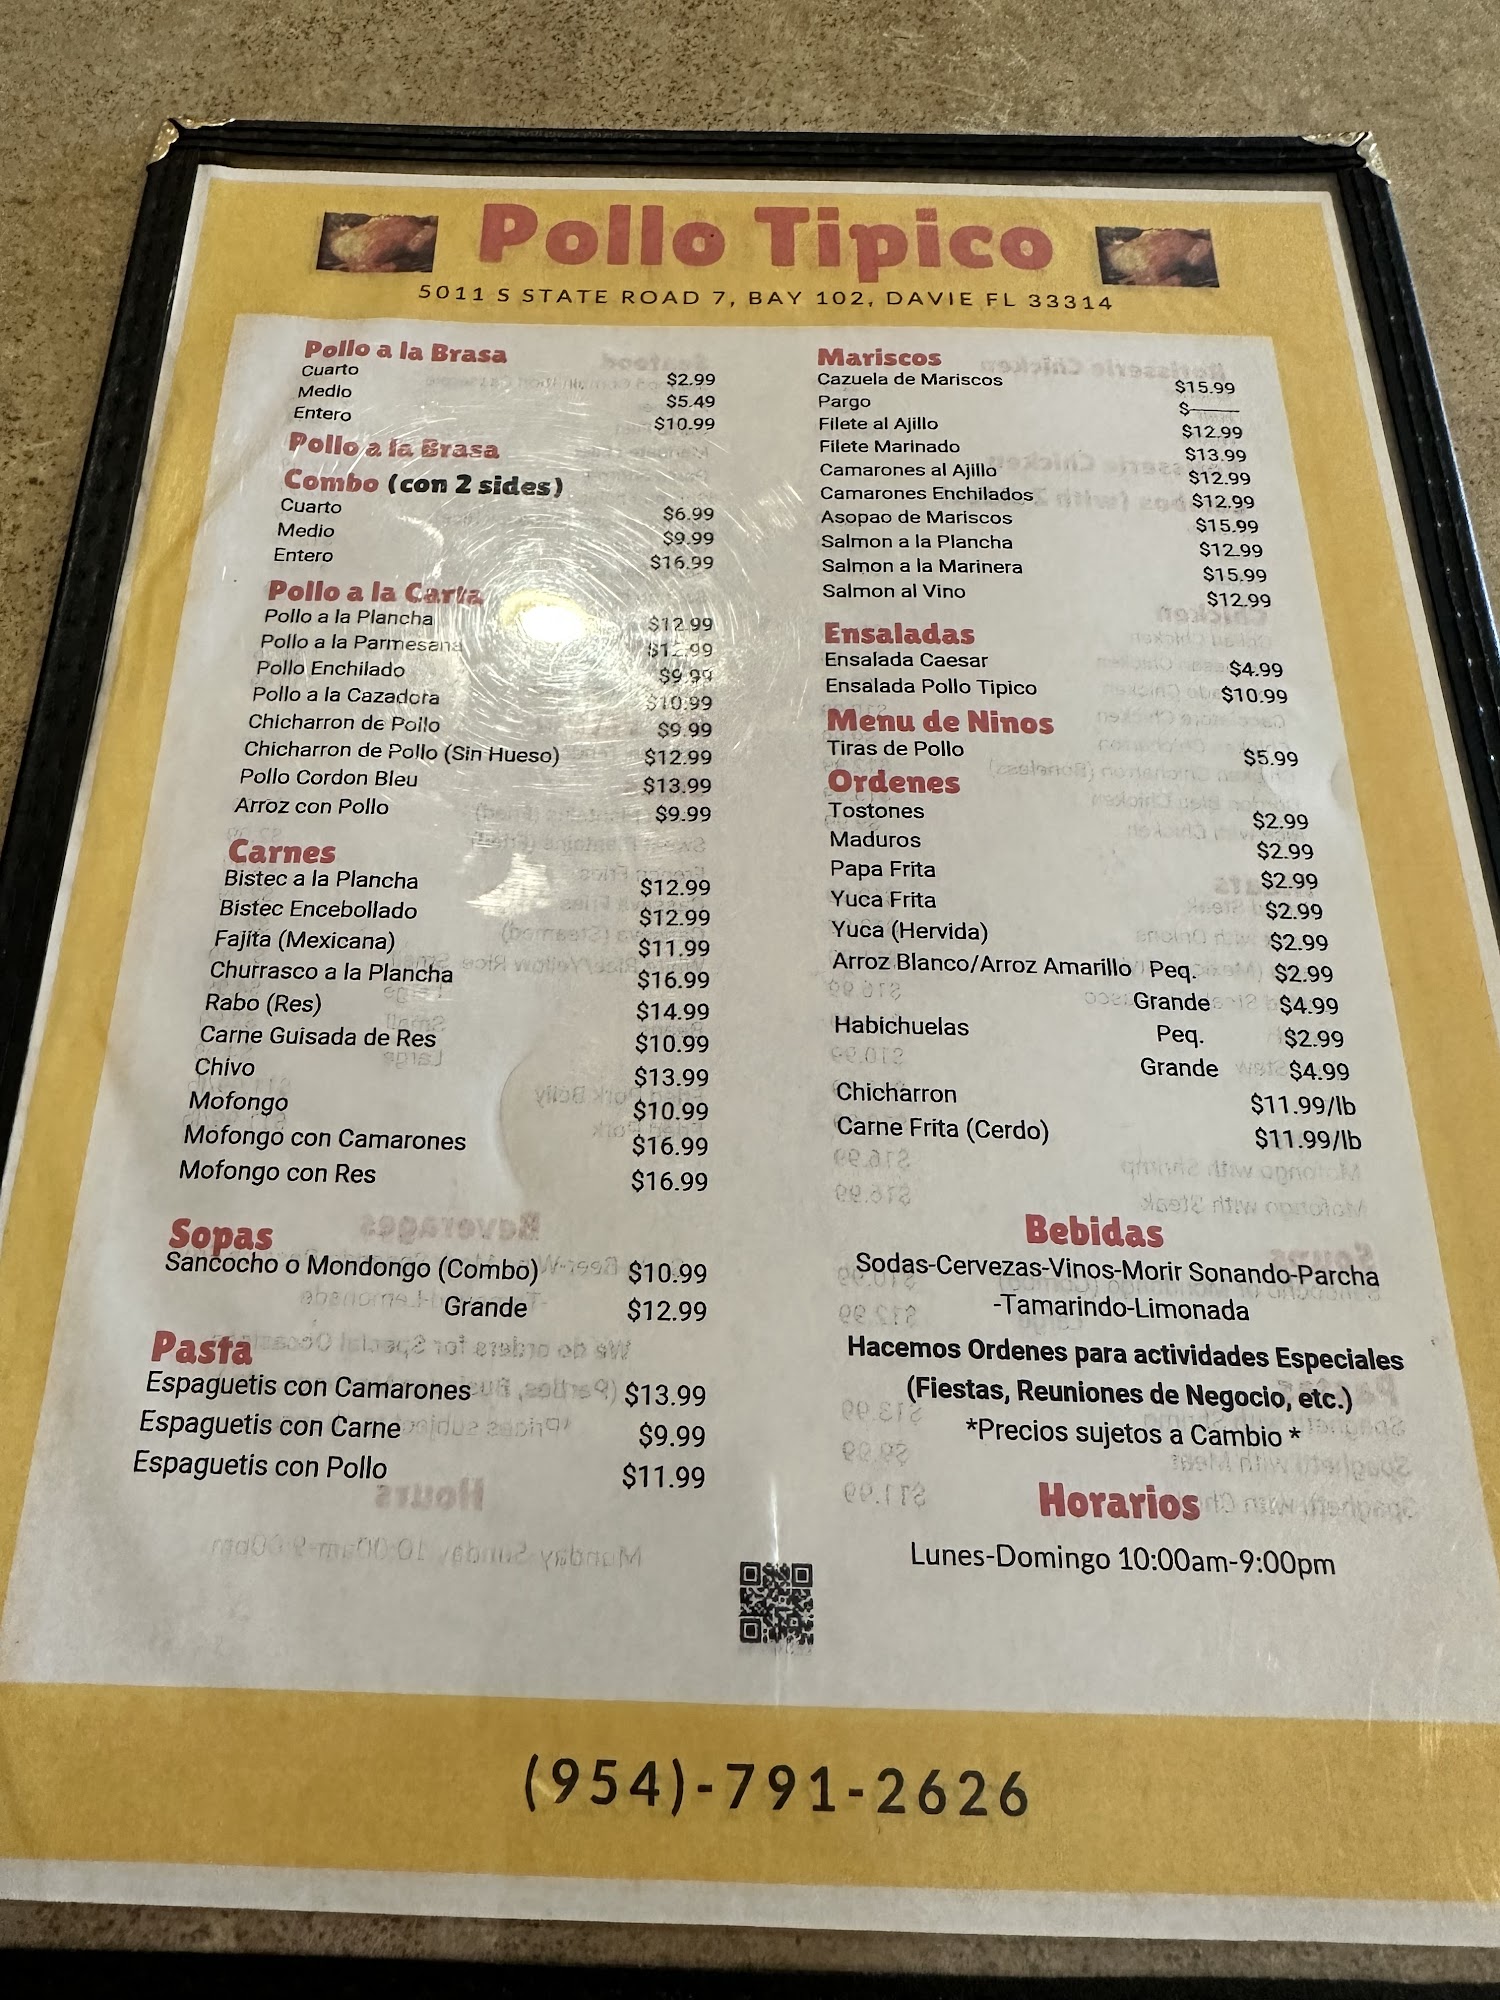 Pollo Tipico
5011 S STATE ROAD 7, BAY 102, DAVIE FL 33314
Pollo a la Brasa
Cuarto $2.99
Medio $5.49
Entero $10.99
Pollo a la Brasa
Combo (con 2 sides)
Cuarto $6.99
Medio $9.99
Entero $16.99
Pollo a la Carta
Pollo a la Plancha $12.99
Pollo a la Parmesana $12.99
Pollo Enchilado $9.99
Pollo a la Cazadora $10.99
Chicharron de Pollo $9.99
Chicharron de Pollo (Sin Hueso) $12.99
Pollo Cordon Bleu $13.99
Arroz con Pollo $9.99
Carnes
Bistec a la Plancha $12.99
Bistec Encebollado $12.99
Fajita (Mexicana) $11.99
Churrasco a la Plancha $16.99
Rabo (Res) $14.99
Carne Guisada de Res $10.99
Chivo $13.99
Mofongo $10.99
Mofongo con Camarones $16.99
Mofongo con Res $16.99
Sopas
Sancocho o Mondongo (Combo) $10.99
Grande $12.99
Pasta
Espaguetis con Camarones $13.99
Espaguetis con Carne $9.99
Espaguetis con Pollo $11.99
Mariscos
Cazuela de Mariscos $15.99
Pargo $——
Filete al Ajillo $12.99
Filete Marinado $13.99
Camarones al Ajillo $12.99
Camarones Enchilados $12.99
Asopao de Mariscos $15.99
Salmon a la Plancha $12.99
Salmon a la Marinera $15.99
Salmon al Vino $12.99
Ensaladas
Ensalada Caesar $4.99
Ensalada Pollo Tipico $10.99
Menu de Ninos
Tiras de Pollo $5.99
Ordenes
Tostones $2.99
Maduros $2.99
Papa Frita $2.99
Yuca Frita $2.99
Yuca (Hervida) $2.99
Arroz Blanco/Arroz Amarillo Peq. $2.99
Grande $4.99
Habichuelas Peq. $2.99
Grande $4.99
Chicharron $11.99/lb
Carne Frita (Cerdo) $11.99/lb
Bebidas
Sodas-Cervezas-Vinos-Morir Sonando-Parcha
-Tamarindo-Limonada
Hacemos Ordenes para actividades Especiales
(Fiestas, Reuniones de Negocio, etc.)
*Precios sujetos a Cambio *
Horarios
Lunes-Domingo 10:00am-9:00pm
(954)-791-2626